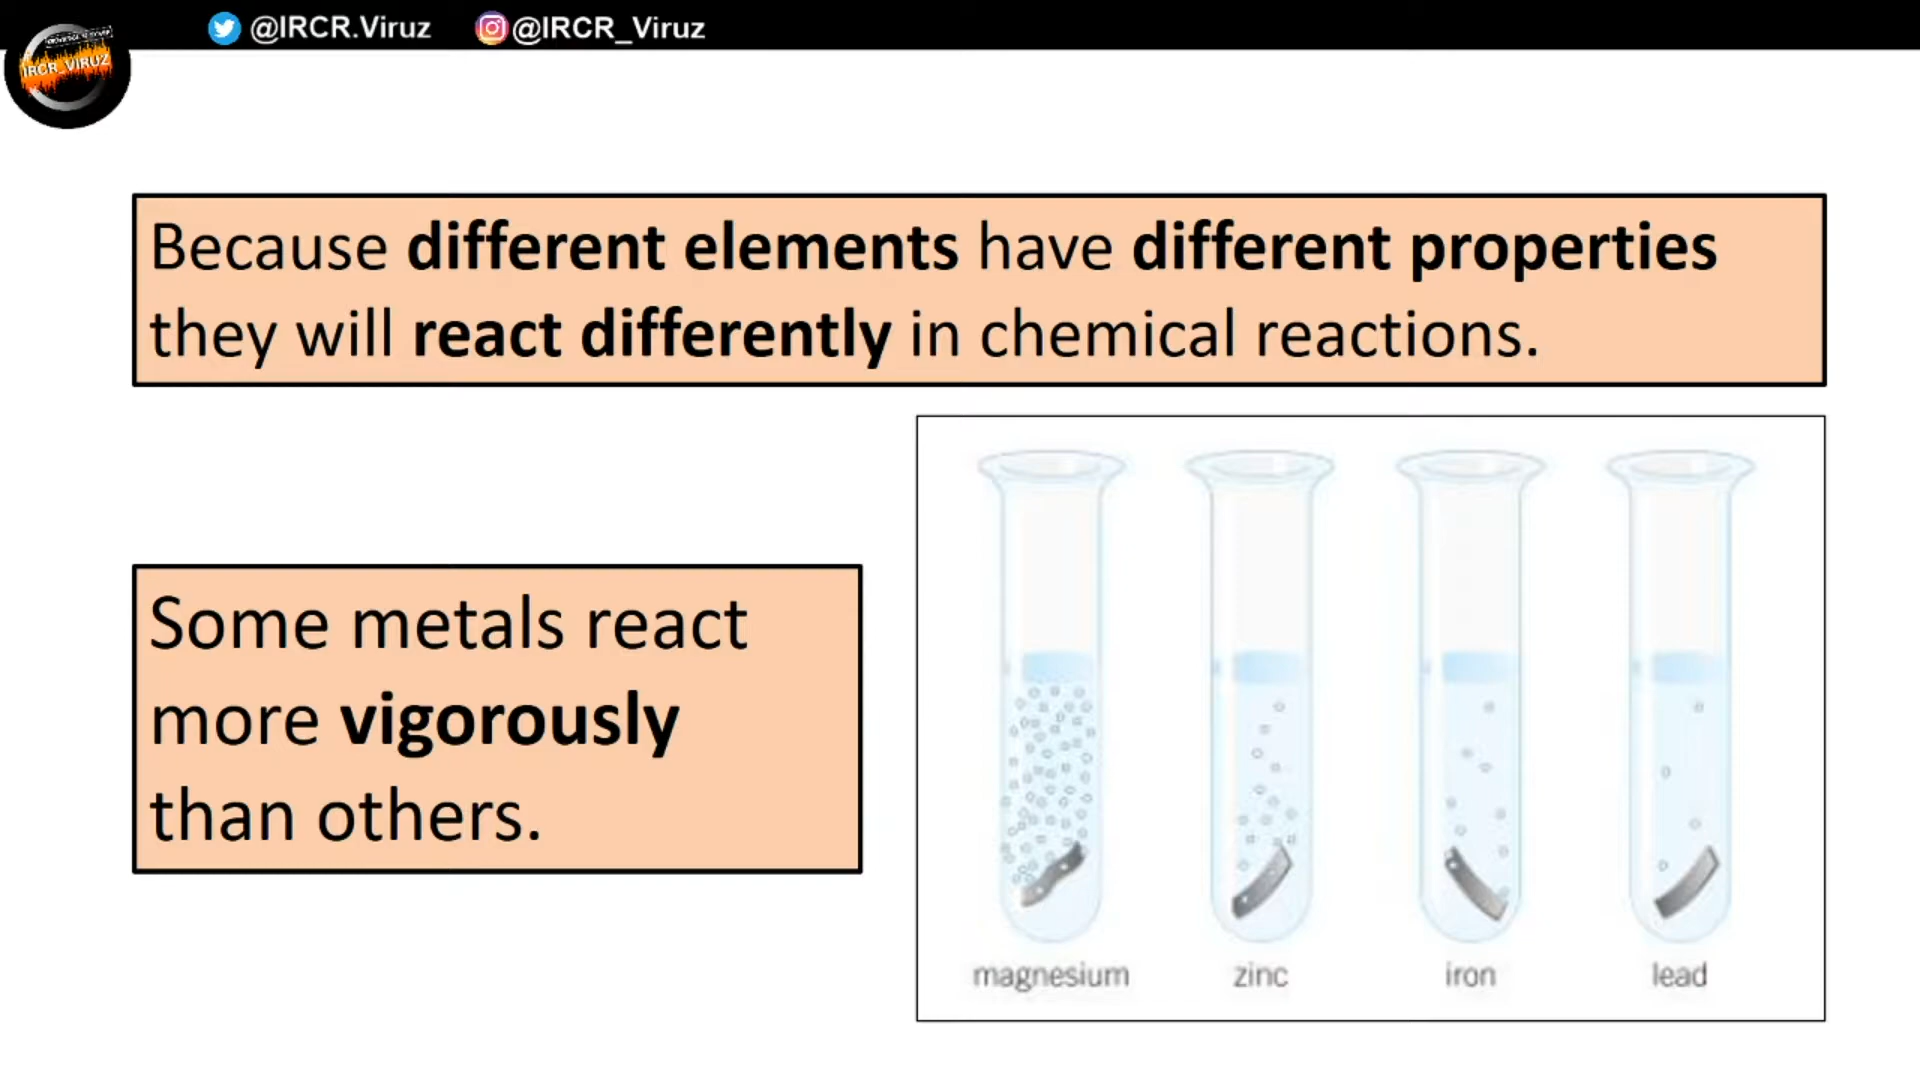 @IRCR.Viruz @IRCR_Viruz
IRCR_VIRUZ
Because different elements have different properties
they will react differently in chemical reactions.
Some metals react
more vigorously
than others.
magnesium zinc iron lead